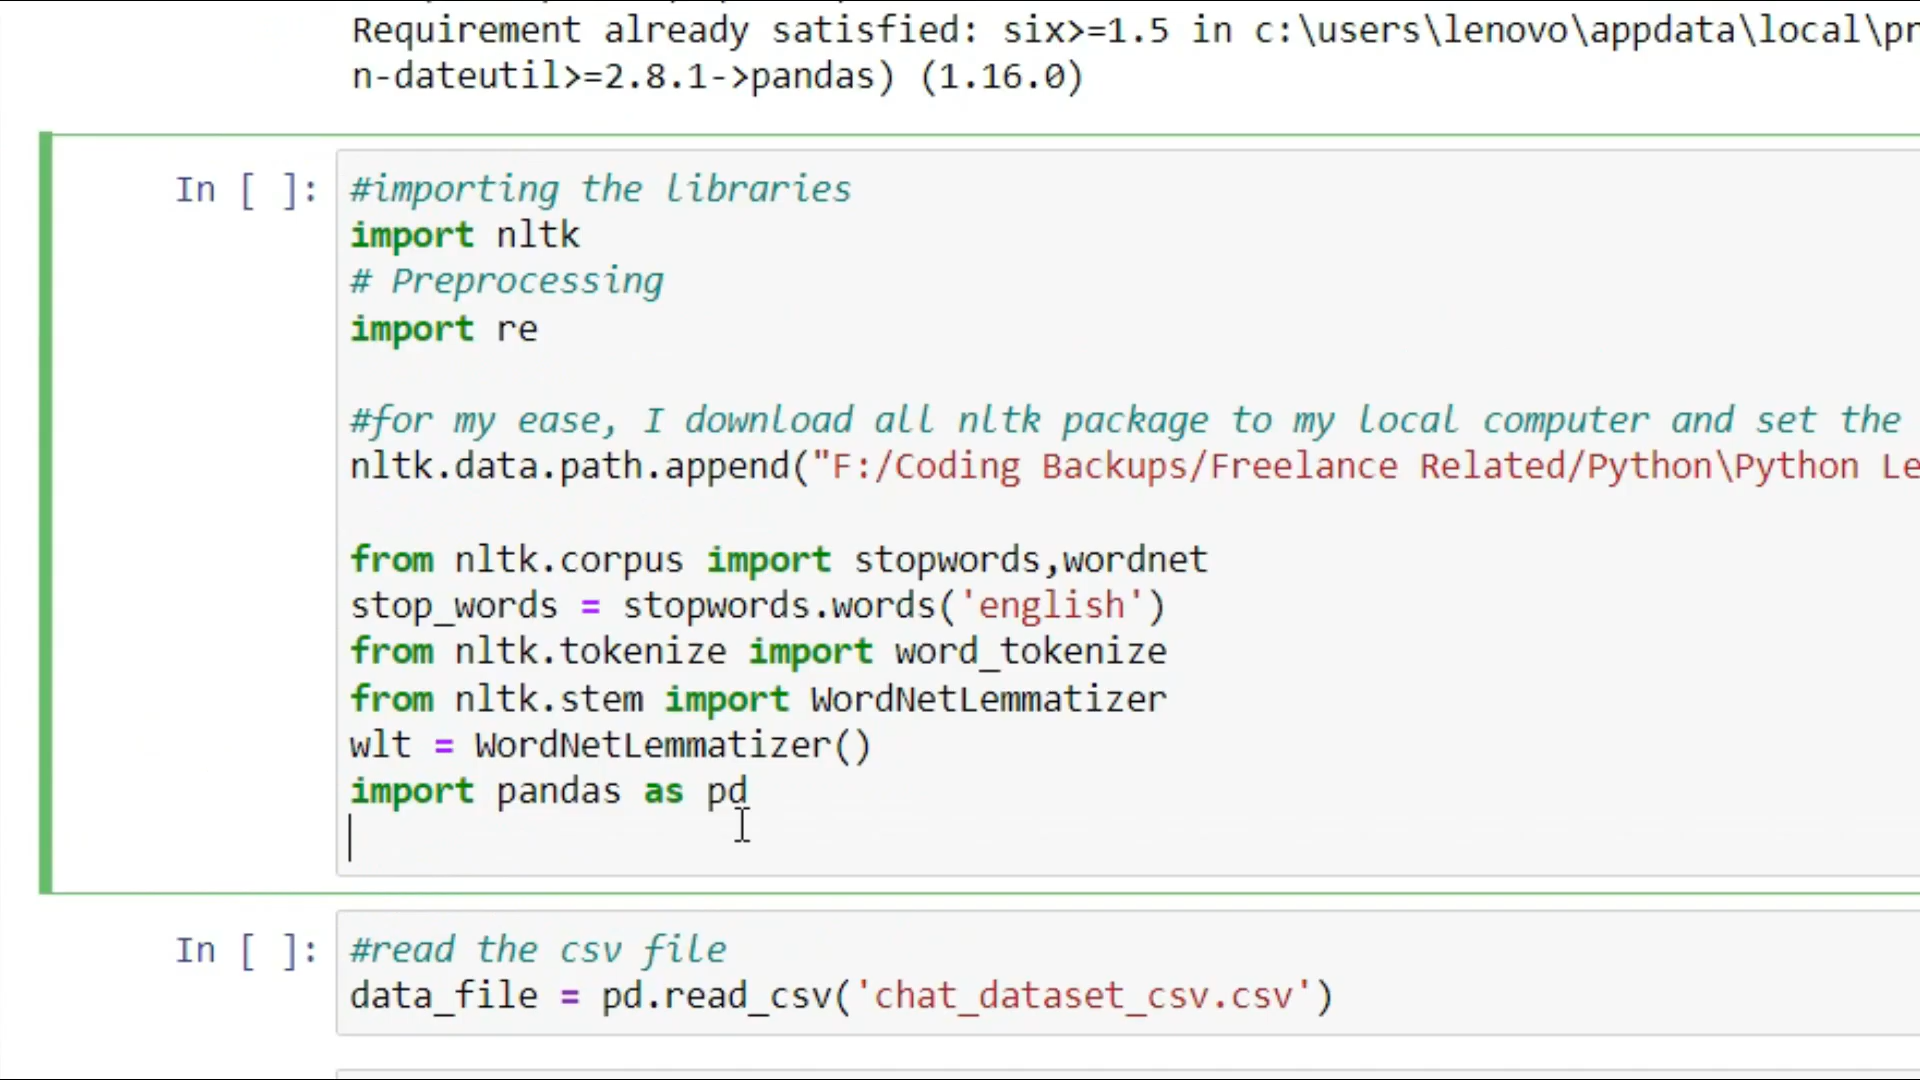 Requirement already satisfied: six>=1.5 in c:\users\lenovo\appdata\local\pr
n-dateutil>=2.8.1->pandas) (1.16.0)
In [ ]: #importing the libraries
import nltk
# Preprocessing
import re
#for my ease, I download all nltk package to my local computer and set the
nltk.data.path.append("F:/Coding Backups/Freelance Related/Python\Python Le
from nltk.corpus import stopwords,wordnet
stop_words = stopwords.words('english')
from nltk.tokenize import word_tokenize
from nltk.stem import WordNetLemmatizer
wlt = WordNetLemmatizer()
import pandas as pd
In [ ]: #read the csv file
data_file = pd.read_csv('chat_dataset_csv.csv')